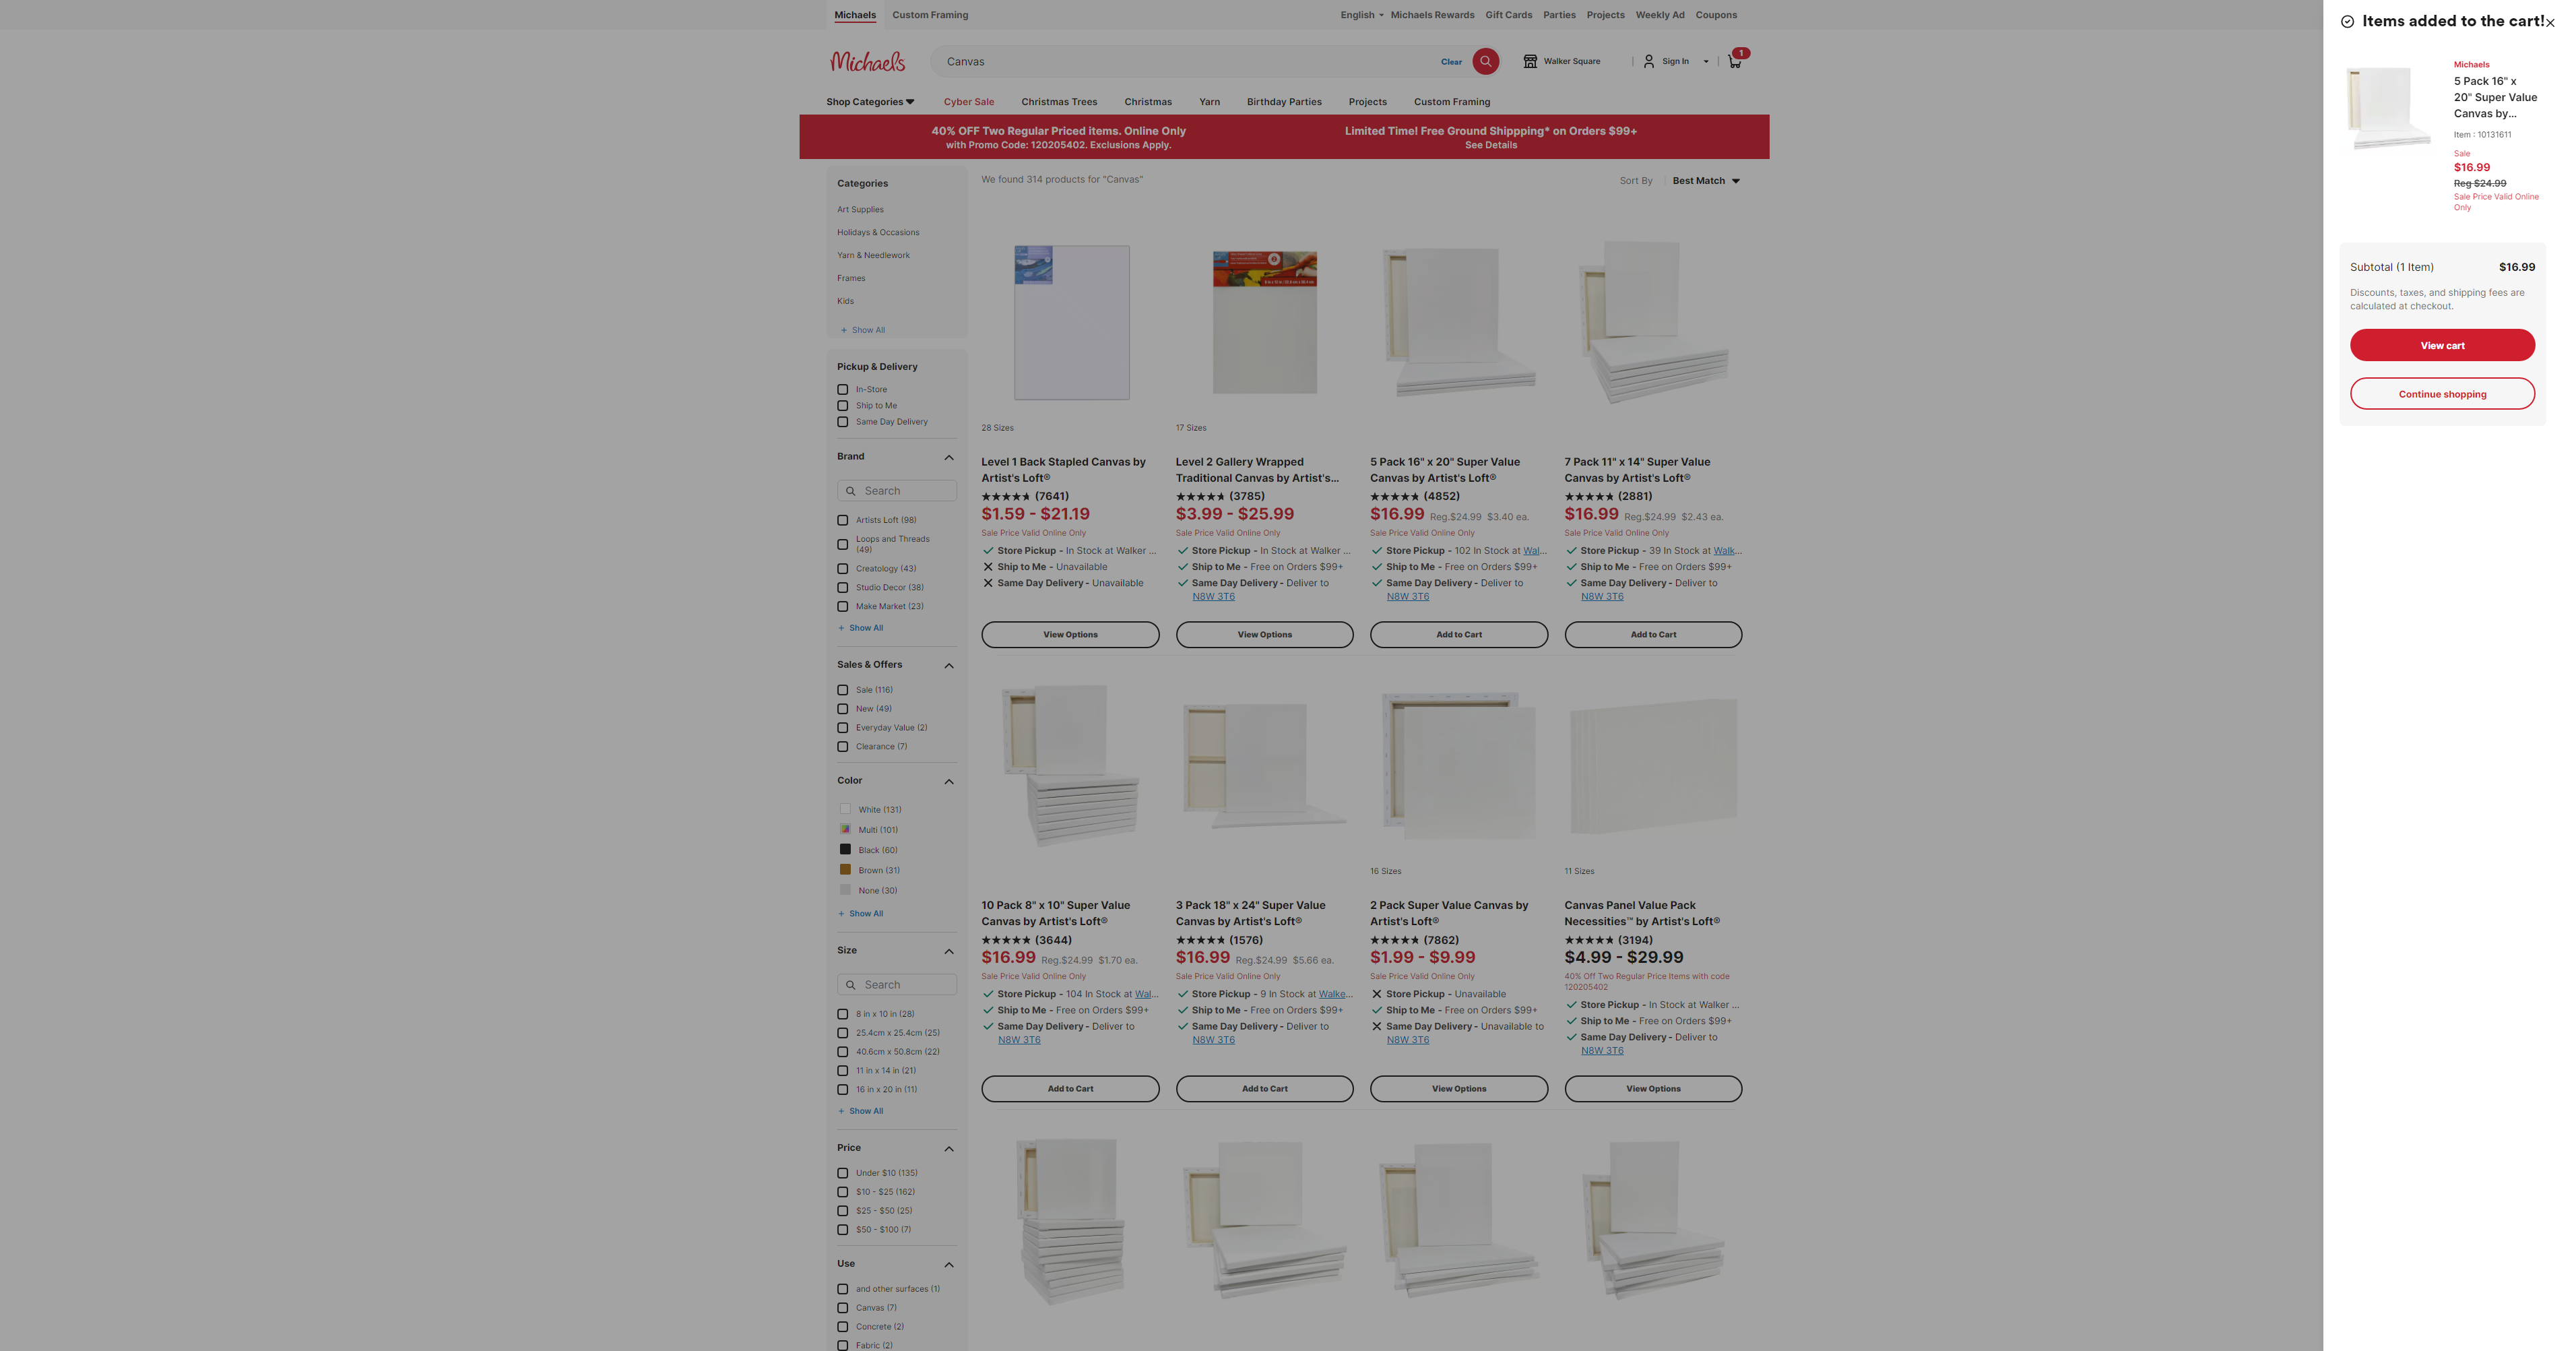 Michaels
Custom Framing
English
Michaels Rewards
Gift Cards
Parties
Projects
Weekly Ad
Coupons
Michaels
Canvas
Clear
Walker Square
Sign In
1
Shop Categories
Cyber Sale
Christmas Trees
Christmas
Yarn
Birthday Parties
Projects
Custom Framing
40% OFF Two Regular Priced items. Online Only
with Promo Code: 120205402. Exclusions Apply.
Limited Time! Free Ground Shippping* on Orders $99+
See Details
Categories
Art Supplies
Holidays & Occasions
Yarn & Needlework
Frames
Kids
+ Show All
Pickup & Delivery
In-Store
Ship to Me
Same Day Delivery
Brand
Search
Artists Loft (98)
Loops and Threads
(49)
Creatology (43)
Studio Decor (38)
Make Market (23)
+ Show All
Sales & Offers
Sale (116)
New (49)
Everyday Value (2)
Clearance (7)
Color
White (131)
Multi (101)
Black (60)
Brown (31)
None (30)
+ Show All
Size
Search
8 in x 10 in (28)
25.4cm x 25.4cm (25)
40.6cm x 50.8cm (22)
11 in x 14 in (21)
16 in x 20 in (11)
+ Show All
Price
Under $10 (135)
$10 - $25 (162)
$25 - $50 (25)
$50 - $100 (7)
Use
and other surfaces (1)
Canvas (7)
Concrete (2)
Fabric (2)
We found 314 products for "Canvas"
Sort By
Best Match
28 Sizes
Level 1 Back Stapled Canvas by
Artist's Loft®
(7641)
$1.59 - $21.19
Sale Price Valid Online Only
Store Pickup - In Stock at Walker ...
Ship to Me - Unavailable
Same Day Delivery - Unavailable
View Options
17 Sizes
Level 2 Gallery Wrapped
Traditional Canvas by Artist's...
(3785)
$3.99 - $25.99
Sale Price Valid Online Only
Store Pickup - In Stock at Walker ...
Ship to Me - Free on Orders $99+
Same Day Delivery - Deliver to
N8W 3T6
View Options
5 Pack 16" x 20" Super Value
Canvas by Artist's Loft®
(4852)
$16.99 Reg.$24.99 $3.40 ea.
Sale Price Valid Online Only
Store Pickup - 102 In Stock at Wal...
Ship to Me - Free on Orders $99+
Same Day Delivery - Deliver to
N8W 3T6
Add to Cart
7 Pack 11" x 14" Super Value
Canvas by Artist's Loft®
(2881)
$16.99 Reg.$24.99 $2.43 ea.
Sale Price Valid Online Only
Store Pickup - 39 In Stock at Walk...
Ship to Me - Free on Orders $99+
Same Day Delivery - Deliver to
N8W 3T6
Add to Cart
10 Pack 8" x 10" Super Value
Canvas by Artist's Loft®
(3644)
$16.99 Reg.$24.99 $1.70 ea.
Sale Price Valid Online Only
Store Pickup - 104 In Stock at Wal...
Ship to Me - Free on Orders $99+
Same Day Delivery - Deliver to
N8W 3T6
Add to Cart
3 Pack 18" x 24" Super Value
Canvas by Artist's Loft®
(1576)
$16.99 Reg.$24.99 $5.66 ea.
Sale Price Valid Online Only
Store Pickup - 9 In Stock at Walke...
Ship to Me - Free on Orders $99+
Same Day Delivery - Deliver to
N8W 3T6
Add to Cart
16 Sizes
2 Pack Super Value Canvas by
Artist's Loft®
(7862)
$1.99 - $9.99
Sale Price Valid Online Only
Store Pickup - Unavailable
Ship to Me - Free on Orders $99+
Same Day Delivery - Unavailable to
N8W 3T6
View Options
11 Sizes
Canvas Panel Value Pack
Necessities™ by Artist's Loft®
(3194)
$4.99 - $29.99
40% Off Two Regular Price Items with code
120205402
Store Pickup - In Stock at Walker ...
Ship to Me - Free on Orders $99+
Same Day Delivery - Deliver to
N8W 3T6
View Options
Items added to the cart!
Michaels
5 Pack 16" x
20" Super Value
Canvas by...
Item : 10131611
Sale
$16.99
Reg $24.99
Sale Price Valid Online
Only
Subtotal (1 Item)
$16.99
Discounts, taxes, and shipping fees are
calculated at checkout.
View cart
Continue shopping